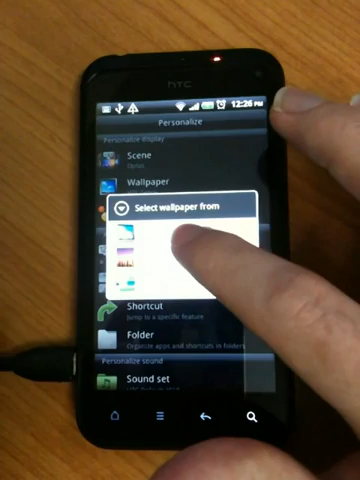 hTC
12:26 PM
Personalize
Personalize display
Scene
Wallpaper
Select wallpaper from
Shortcut
Jump to a specific feature
Folder
Organize apps and shortcuts in folders
Personalize sound
Sound set